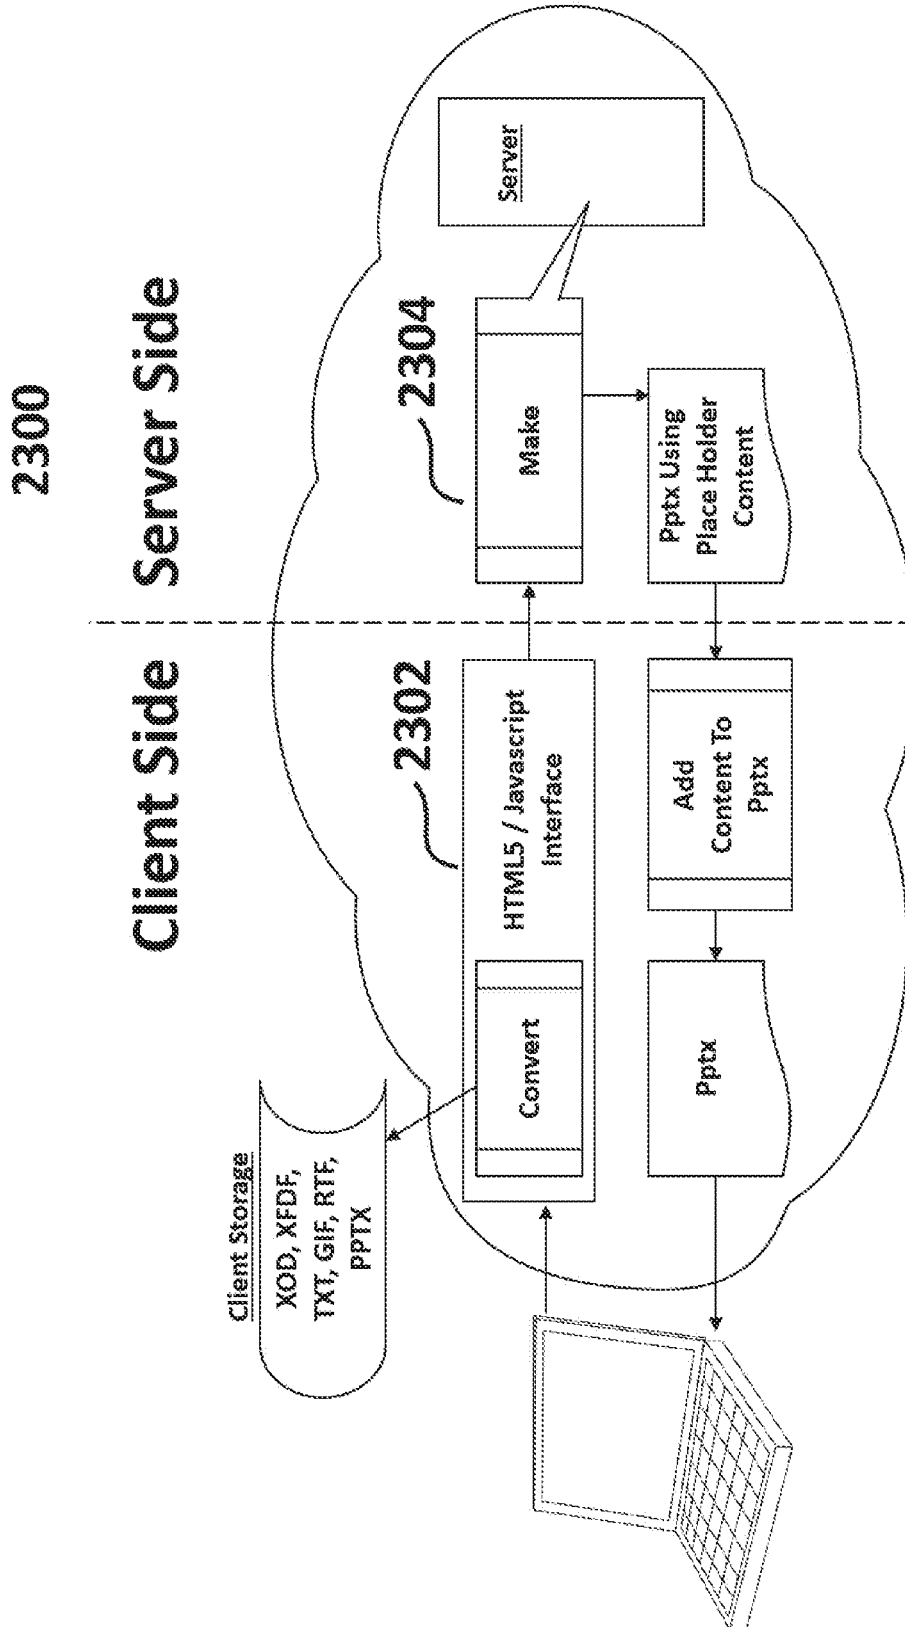 2300
Client Side
Server Side
Client Storage
XOD, XFDF,
TXT, GIF, RTF,
PPTX
2302
2304
Convert
HTML5 / Javascript
Interface
Make
Server
Pptx
Add
Content To
Pptx
Pptx Using
Place Holder
Content